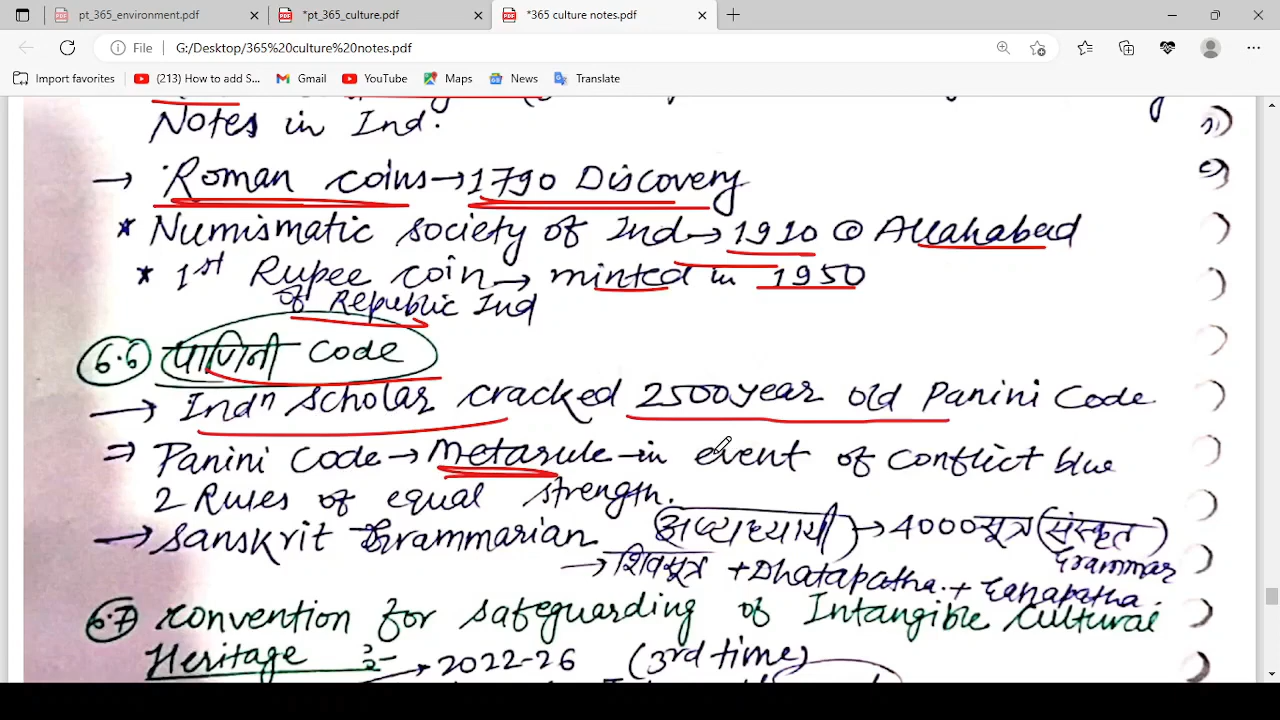 pt_365_environment.pdf
*pt_365_culture.pdf
*365 culture notes.pdf
File G:/Desktop/365%20culture%20notes.pdf
Import favorites
(213) How to add S...
Gmail
YouTube
Maps
News
Translate
Notes in Ind.
→ Roman coins→1790 Discovery
* Numismatic society of Ind→ 1910 @ Allahabad
* 1st Rupee coin → minted in 1950
of Republic Ind
6.6 पाणिनी Code
→ Indn scholar cracked 2500year old Panini Code
⇒ Panini Code → Metarule in event of conflict b/w
2 Rules of equal strength.
→ Sanskrit Grammarian (अष्टाध्यायी) → 4000सूत्र (संस्कृत)
Grammar
→ शिवसूत्र + Dhatapatha + Ganapatha.
6.7 convention for safeguarding of Intangible Cultural
Heritage :- → 2022-26 (3rd time)